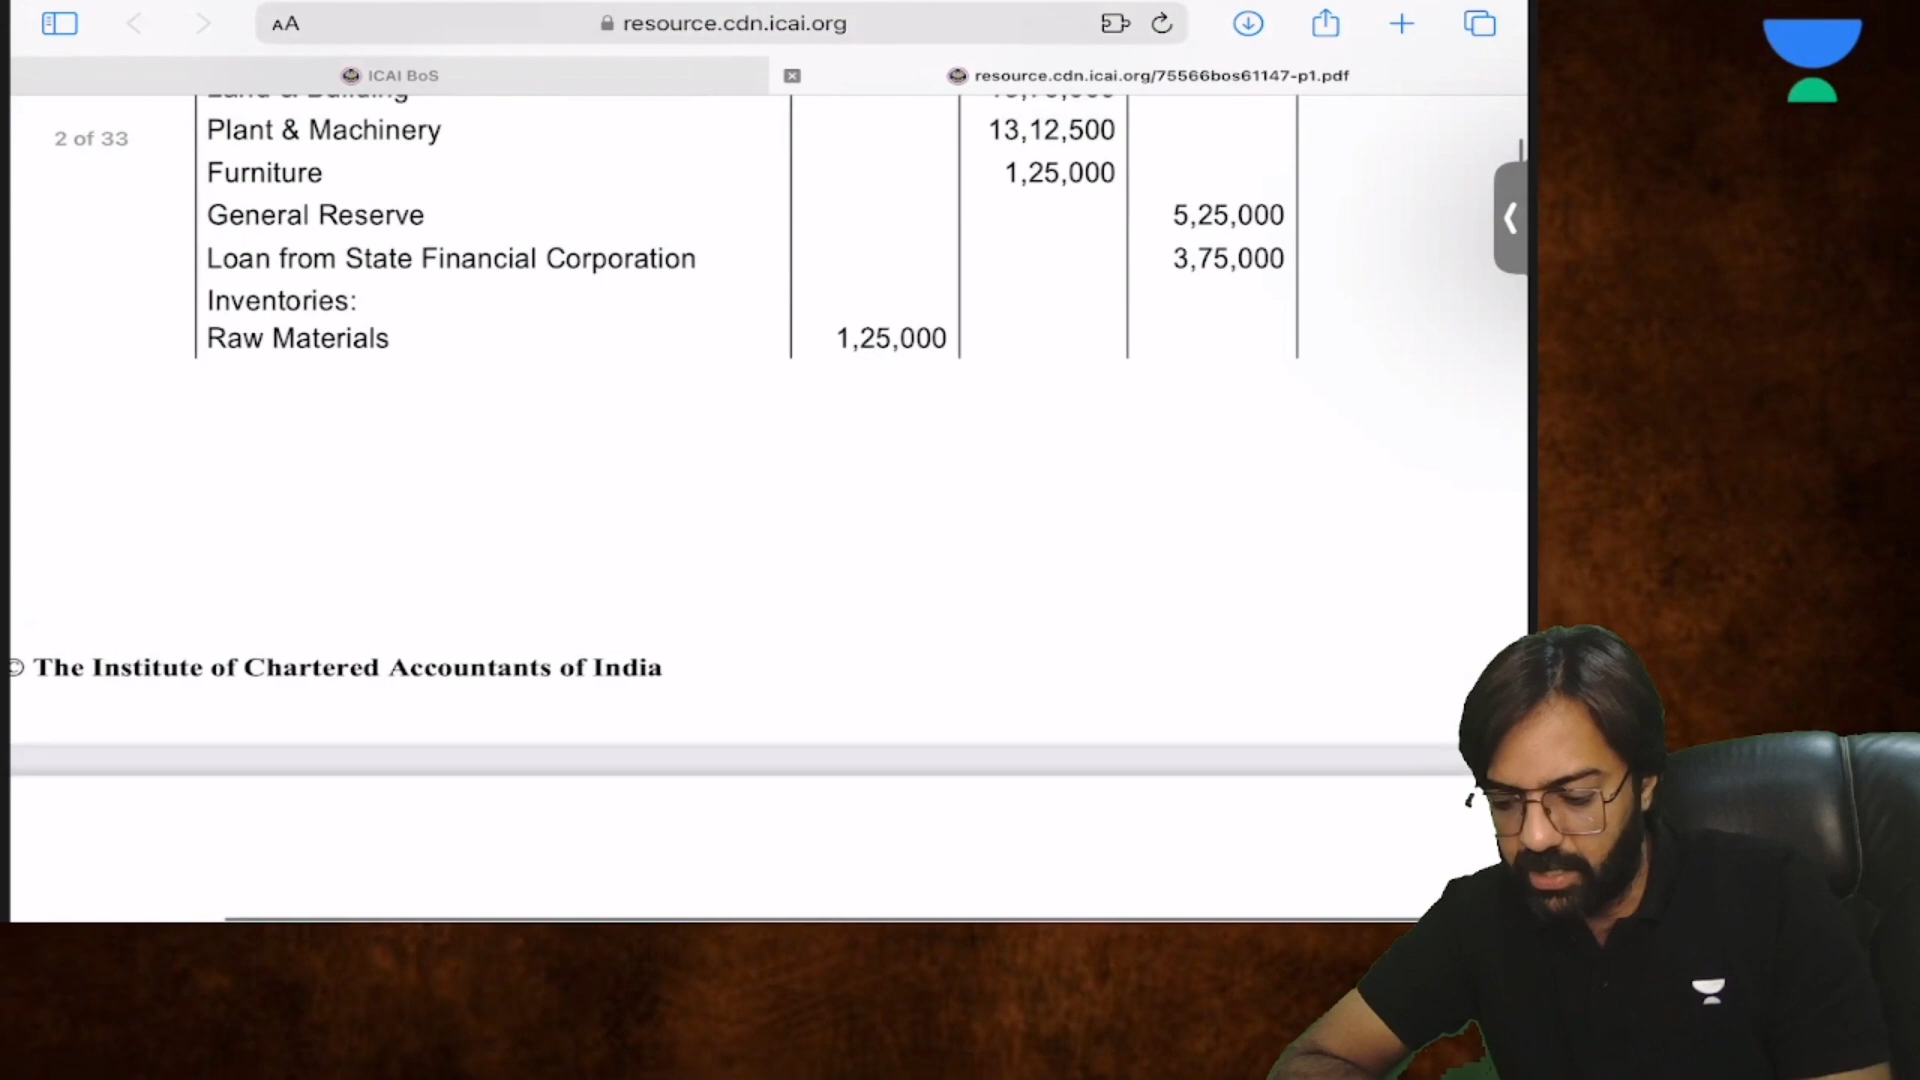 AA
resource.cdn.icai.org
ICAI BoS
resource.cdn.icai.org/75566bos61147-p1.pdf
2 of 33
Land & Building
Plant & Machinery 13,12,500
Furniture 1,25,000
General Reserve 5,25,000
Loan from State Financial Corporation 3,75,000
Inventories:
Raw Materials 1,25,000
© The Institute of Chartered Accountants of India